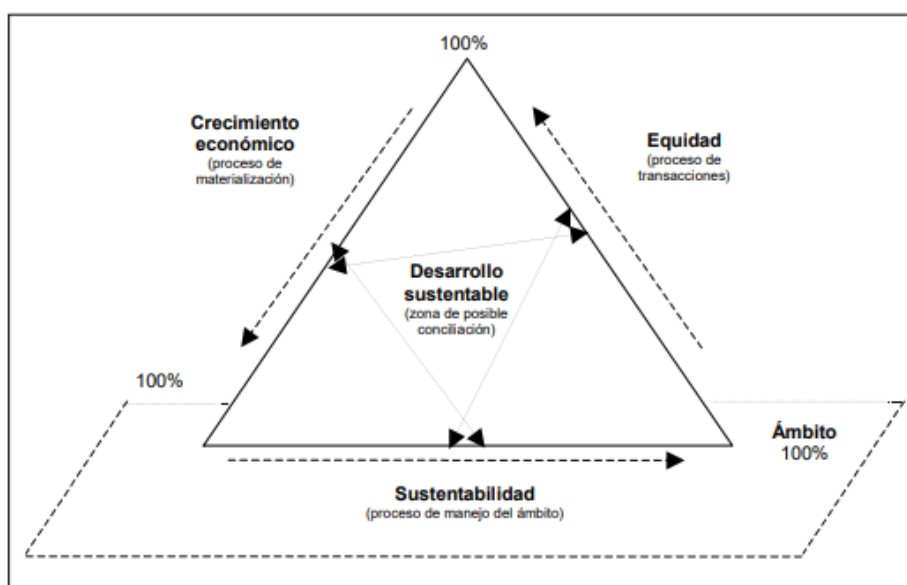 100%
Crecimiento
económico
(proceso de
materialización)
Equidad
(proceso de
transacciones)
Desarrollo
sustentable
(zona de posible
conciliación)
100%
Ámbito
100%
Sustentabilidad
(proceso de manejo del ámbito)